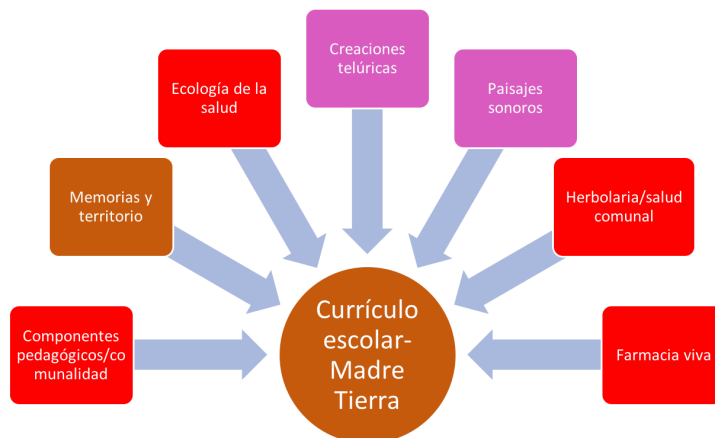 Creaciones
telúricas
Ecología de la
salud
Paisajes
sonoros
Memorias y
territorio
Herbolaria/salud
comunal
Componentes
pedagógicos/co
munalidad
Currículo
escolar-
Madre
Tierra
Farmacia viva